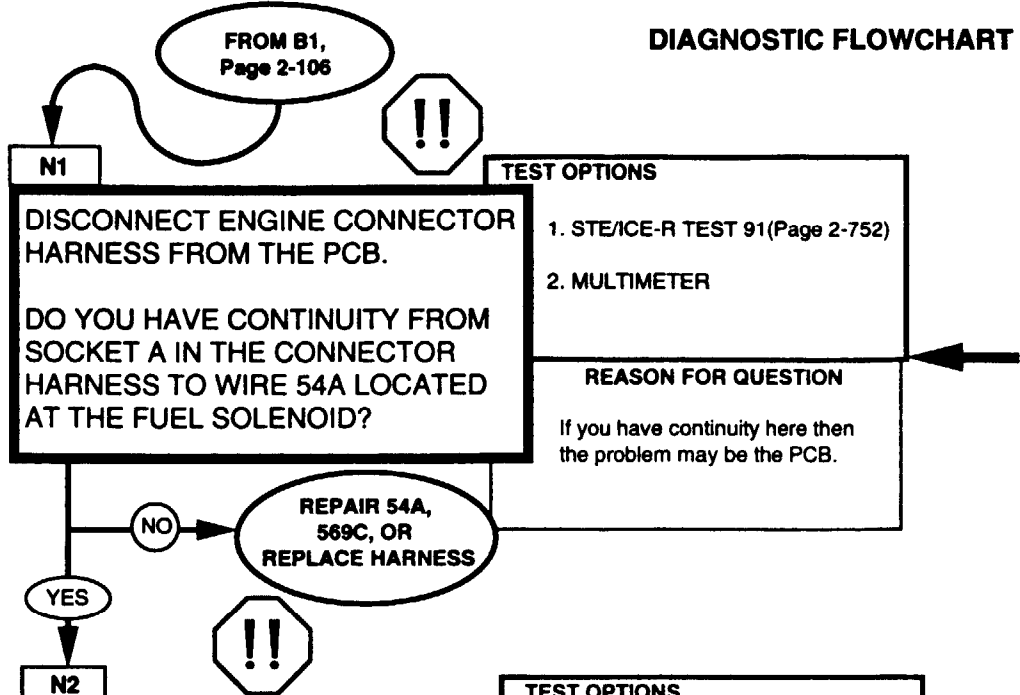 DIAGNOSTIC FLOWCHART
FROM B1,
Page 2-106
!!
N1
DISCONNECT ENGINE CONNECTOR
HARNESS FROM THE PCB.
DO YOU HAVE CONTINUITY FROM
SOCKET A IN THE CONNECTOR
HARNESS TO WIRE 54A LOCATED
AT THE FUEL SOLENOID?
TEST OPTIONS
1. STE/ICE-R TEST 91(Page 2-752)
2. MULTIMETER
REASON FOR QUESTION
If you have continuity here then
the problem may be the PCB.
NO
REPAIR 54A,
569C, OR
REPLACE HARNESS
YES
!!
N2
TEST OPTIONS